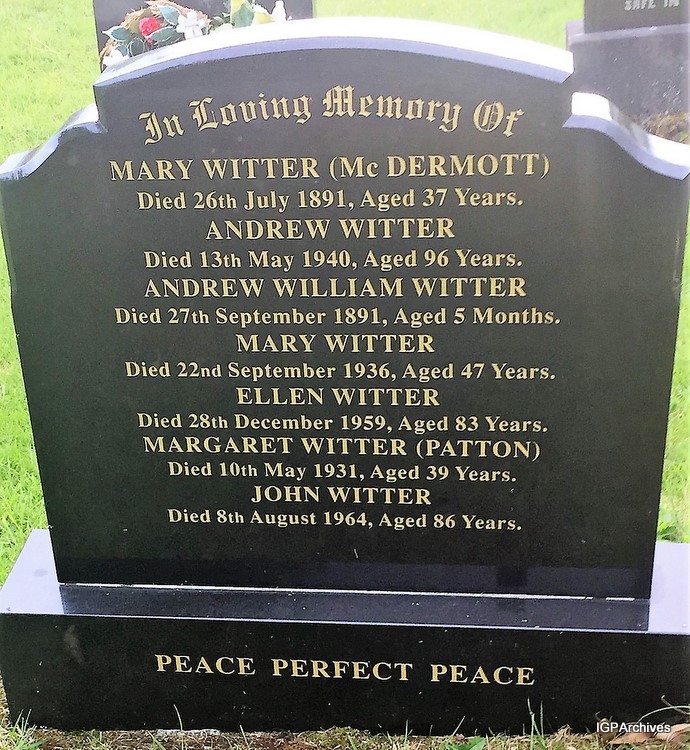 SAFE IN
In Loving Memory Of
MARY WITTER (Mc DERMOTT)
Died 26th July 1891, Aged 37 Years.
ANDREW WITTER
Died 13th May 1940, Aged 96 Years.
ANDREW WILLIAM WITTER
Died 27th September 1891, Aged 5 Months.
MARY WITTER
Died 22nd September 1936, Aged 47 Years.
ELLEN WITTER
Died 28th December 1959, Aged 83 Years.
MARGARET WITTER (PATTON)
Died 10th May 1931, Aged 39 Years.
JOHN WITTER
Died 8th August 1964, Aged 86 Years.
PEACE PERFECT PEACE
IGPArchives